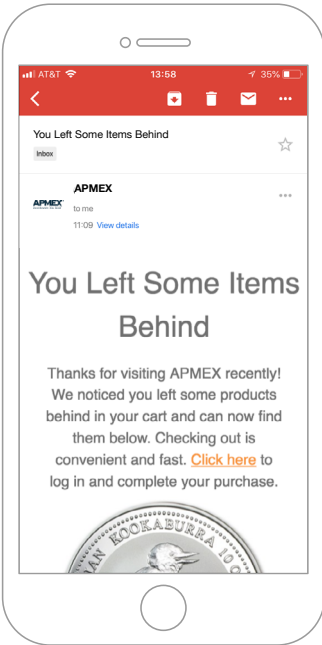 AT&T 13:58 35%
You Left Some Items Behind
Inbox
APMEX
APMEX
to me
11:09 View details
You Left Some Items
Behind
Thanks for visiting APMEX recently!
We noticed you left some products
behind in your cart and can now find
them below. Checking out is
convenient and fast. Click here to
log in and complete your purchase.
KOOKABURRA 10 O